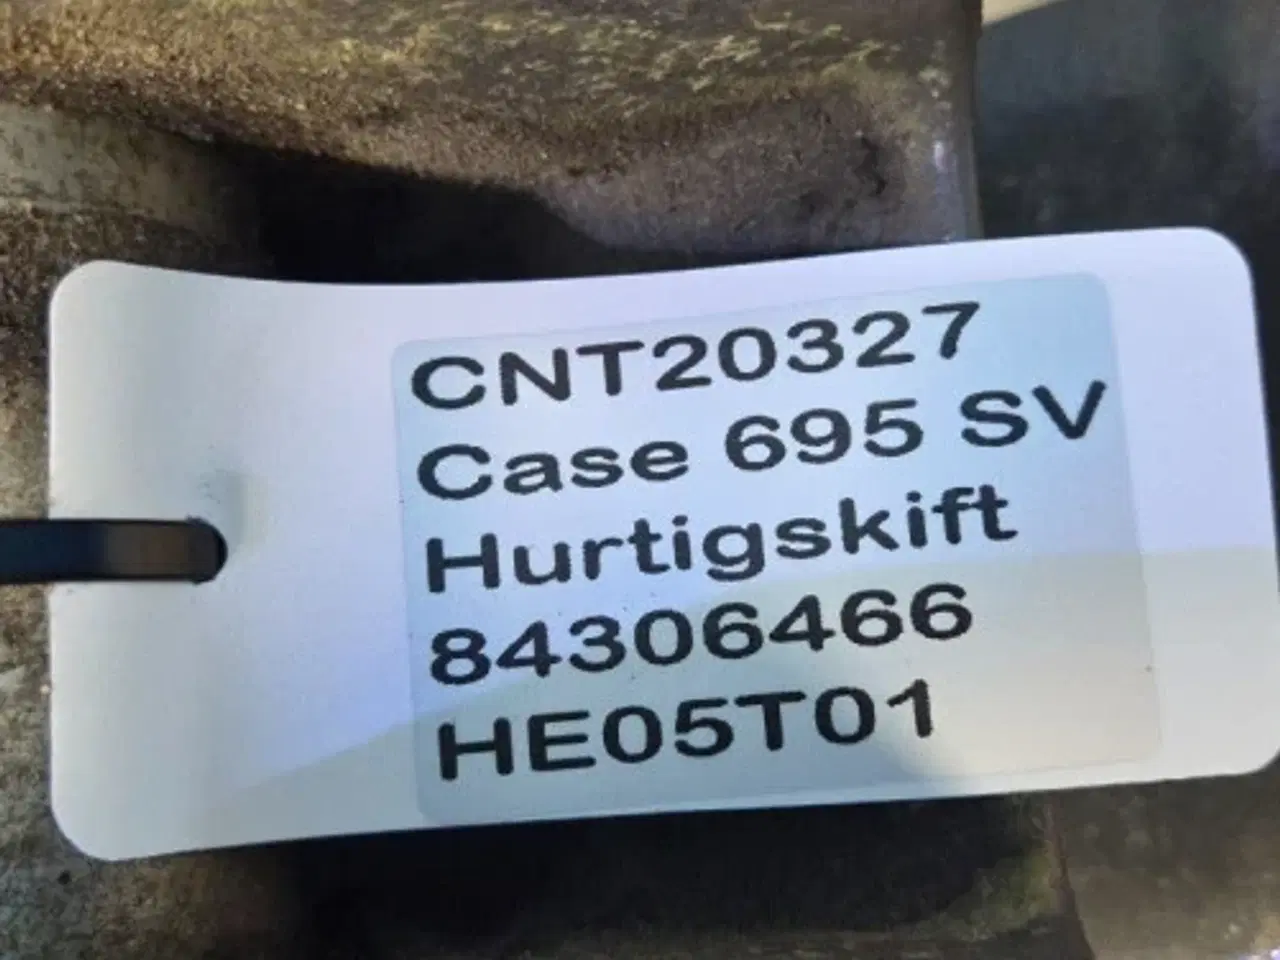 CNT20327
Case 695 SV
Hurtigskift
84306466
HE05T01